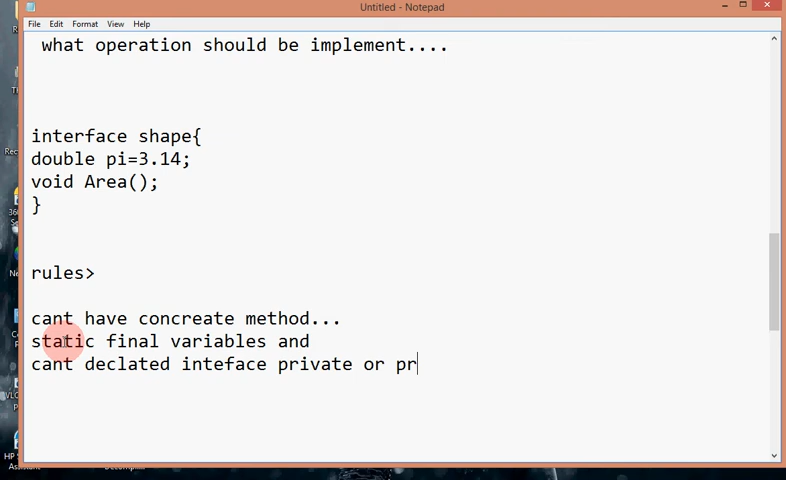 Untitled - Notepad
File Edit Format View Help
what operation should be implement....
interface shape{
double pi=3.14;
void Area();
}
rules>
cant have concreate method...
static final variables and
cant declated inteface private or pr